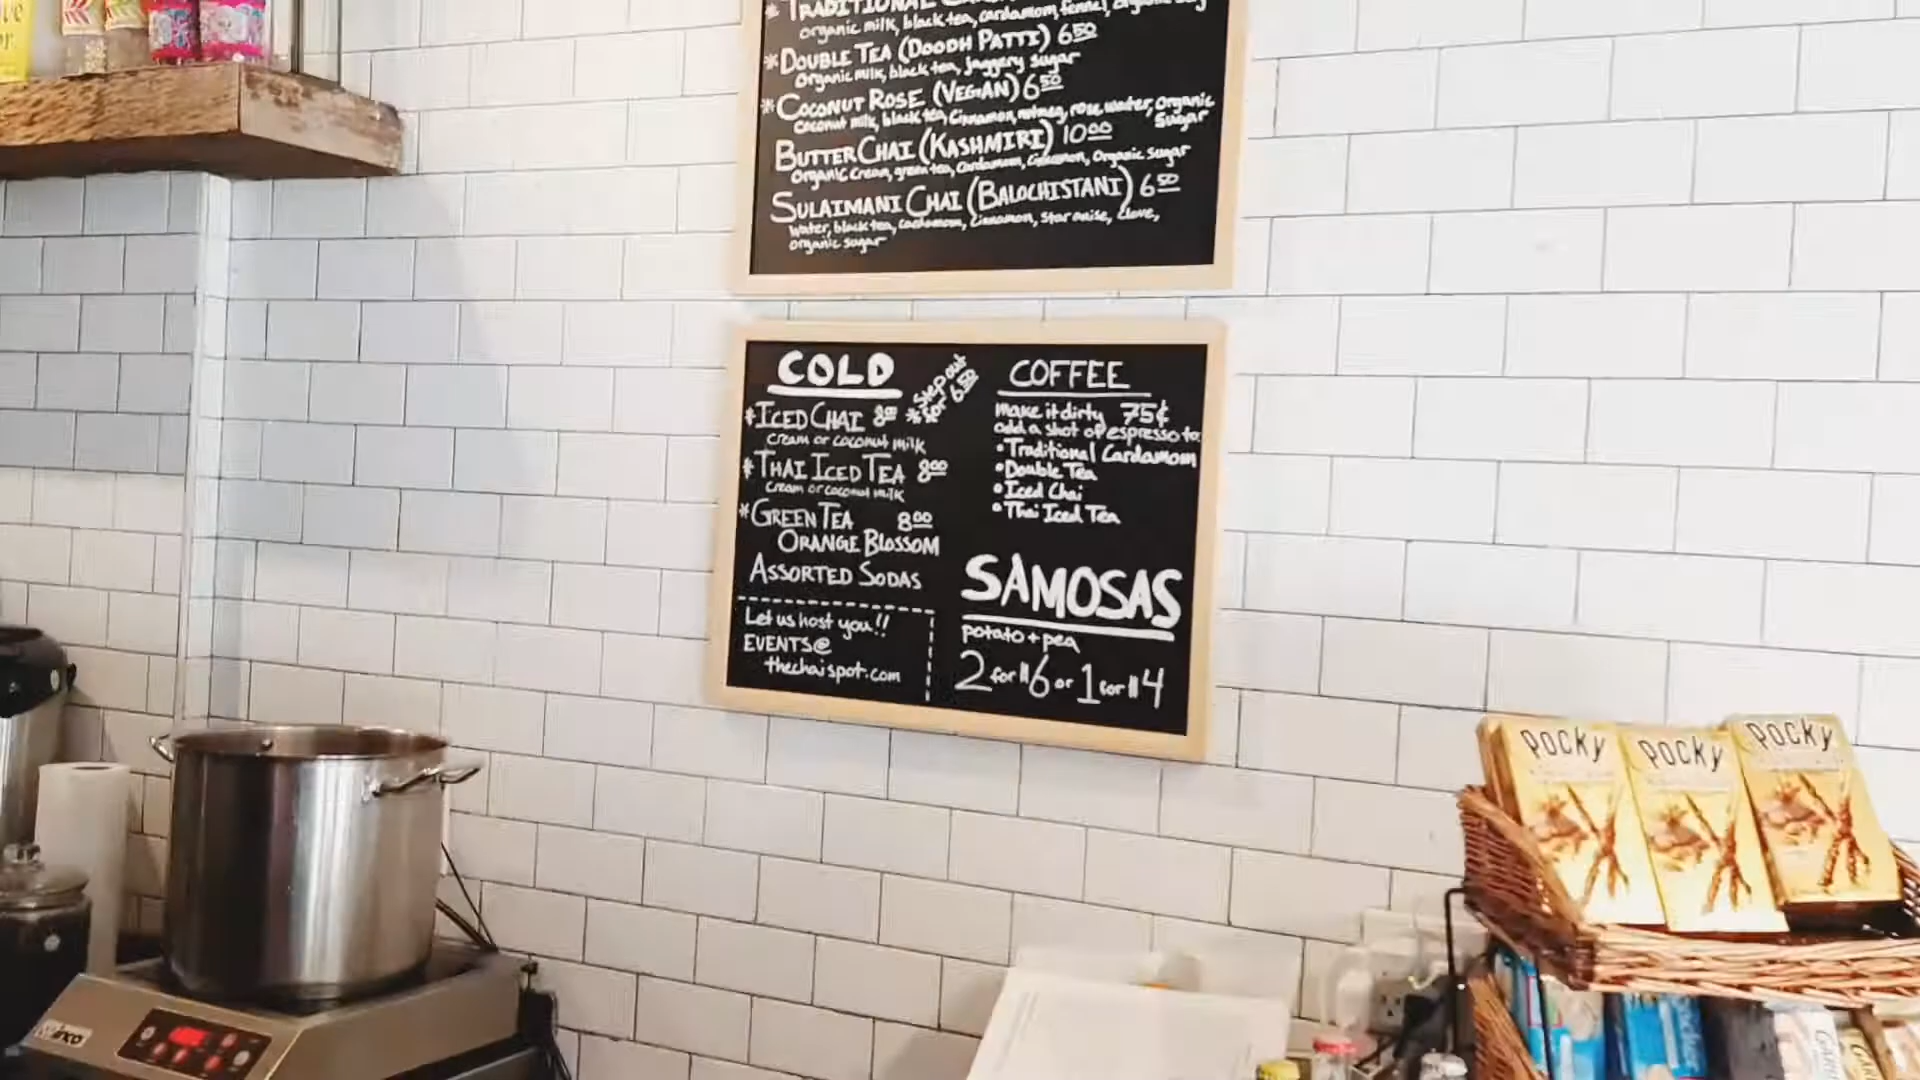 * TRADITIONAL
organic milk, black tea, cardamom, fennel, organic
* DOUBLE TEA (DOODH PATTI) 6 50
organic milk, black tea, jaggery sugar
* COCONUT ROSE (VEGAN) 6 50
coconut milk, black tea, cinnamon, nutmeg, rose water, organic
sugar
BUTTER CHAI (KASHMIRI) 10 00
Organic cream, green tea, cardamom, cinnamon, organic sugar
SULAIMANI CHAI (BALOCHISTANI) 6 50
water, black tea, cardamom, cinnamon, star anise, clove,
organic sugar
COLD
* Step out
for 6.50
* ICED CHAI 8 00
cream or coconut milk
* THAI ICED TEA 8 00
cream or coconut milk
* GREEN TEA 8 00
ORANGE BLOSSOM
ASSORTED SODAS
Let us host you!!
EVENTS@
thechaispot.com
COFFEE
make it dirty 75¢
add a shot of espresso to:
• Traditional Cardamom
• Double Tea
• Iced Chai
• Thai Iced Tea
SAMOSAS
potato + pea
2 for $6 or 1 for $4
POCKY
POCKY
POCKY